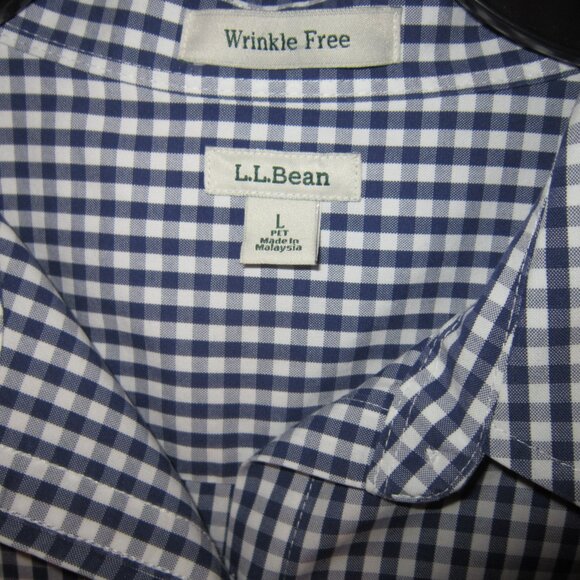 Wrinkle Free
L.L.Bean
L
PET
Made In
Malaysia